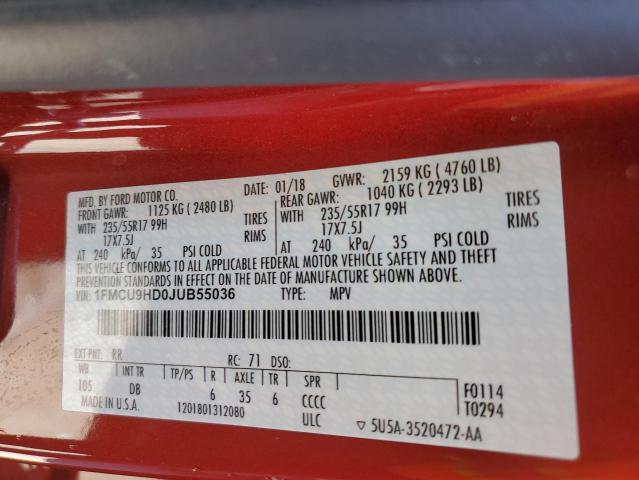 MFD. BY FORD MOTOR CO. DATE: 01/18 GVWR: 2159 KG ( 4760 LB)
FRONT GAWR: 1125 KG ( 2480 LB) REAR GAWR: 1040 KG ( 2293 LB)
WITH 235/55R17 99H TIRES WITH 235/55R17 99H TIRES
17X7.5J RIMS 17X7.5J RIMS
AT 240 kPa/ 35 PSI COLD AT 240 kPa/ 35 PSI COLD
THIS VEHICLE CONFORMS TO ALL APPLICABLE FEDERAL MOTOR VEHICLE SAFETY AND THEFT
PREVENTION STANDARDS IN EFFECT ON THE DATE OF MANUFACTURE SHOWN ABOVE.
VIN: 1FMCU9HD0JUB55036 TYPE: MPV
EXT PNT: RR RC: 71 DSO:
WB INT TR TP/PS R AXLE TR SPR
105 DB 6 35 6 CCCC F0114
MADE IN U.S.A. 1201801312080 ULC T0294
▽ 5U5A-3520472-AA